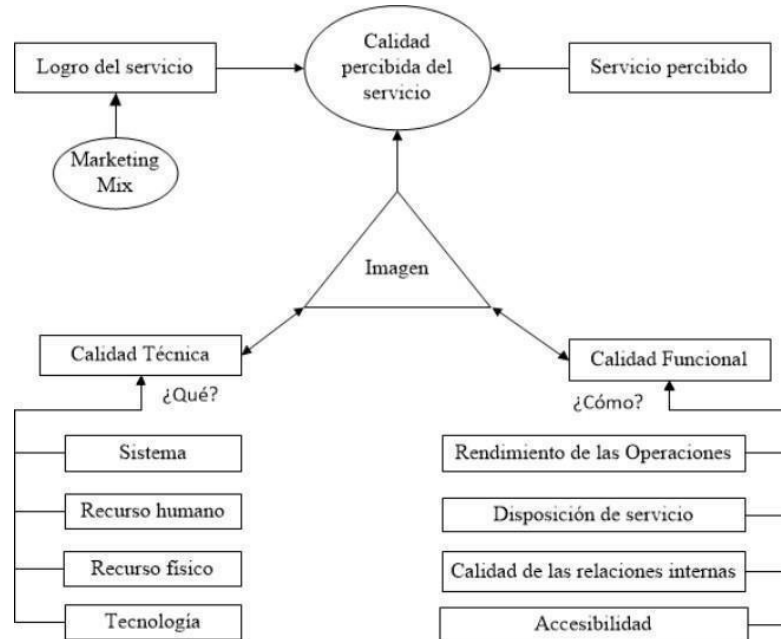 Calidad
percibida del
servicio
Logro del servicio
Servicio percibido
Marketing
Mix
Imagen
Calidad Técnica
Calidad Funcional
¿Qué?
¿Cómo?
Sistema
Recurso humano
Recurso físico
Tecnología
Rendimiento de las Operaciones
Disposición de servicio
Calidad de las relaciones internas
Accesibilidad